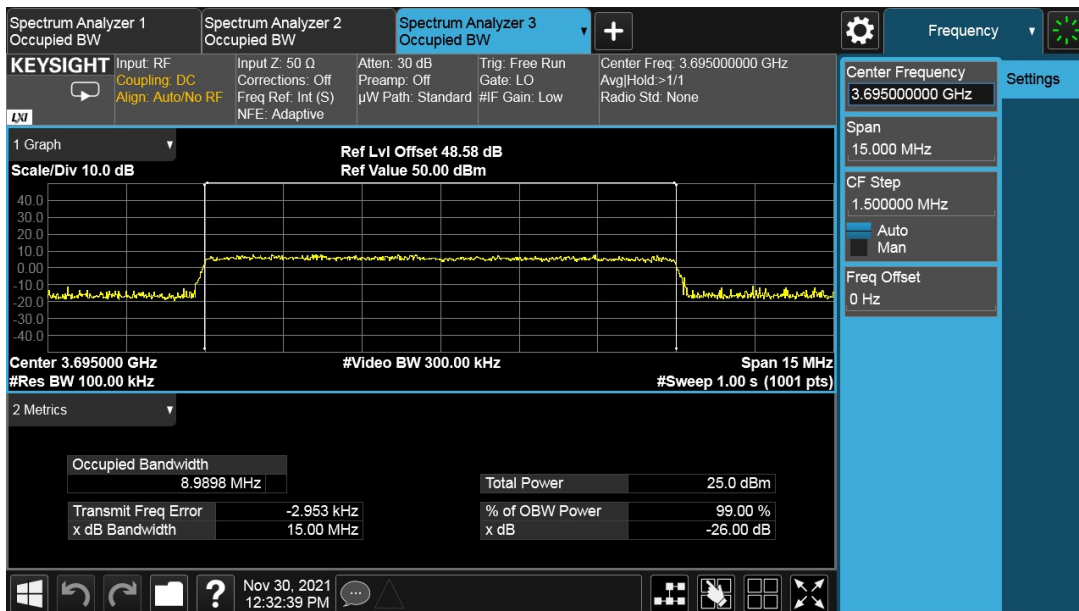 Spectrum Analyzer 1
Occupied BW
Spectrum Analyzer 2
Occupied BW
Spectrum Analyzer 3
Occupied BW
Frequency
KEYSIGHT
LXI
Input: RF
Coupling: DC
Align: Auto/No RF
Input Z: 50 Ω
Corrections: Off
Freq Ref: Int (S)
NFE: Adaptive
Atten: 30 dB
Preamp: Off
µW Path: Standard
Trig: Free Run
Gate: LO
#IF Gain: Low
Center Freq: 3.695000000 GHz
Avg|Hold:>1/1
Radio Std: None
Center Frequency
3.695000000 GHz
Settings
Span
15.000 MHz
CF Step
1.500000 MHz
Auto
Man
Freq Offset
0 Hz
1 Graph
Scale/Div 10.0 dB
Ref Lvl Offset 48.58 dB
Ref Value 50.00 dBm
40.0
30.0
20.0
10.0
0.00
-10.0
-20.0
-30.0
-40.0
Center 3.695000 GHz
#Res BW 100.00 kHz
#Video BW 300.00 kHz
Span 15 MHz
#Sweep 1.00 s (1001 pts)
2 Metrics
Occupied Bandwidth
8.9898 MHz
Total Power 25.0 dBm
Transmit Freq Error -2.953 kHz
% of OBW Power 99.00 %
x dB Bandwidth 15.00 MHz
x dB -26.00 dB
?
Nov 30, 2021
12:32:39 PM